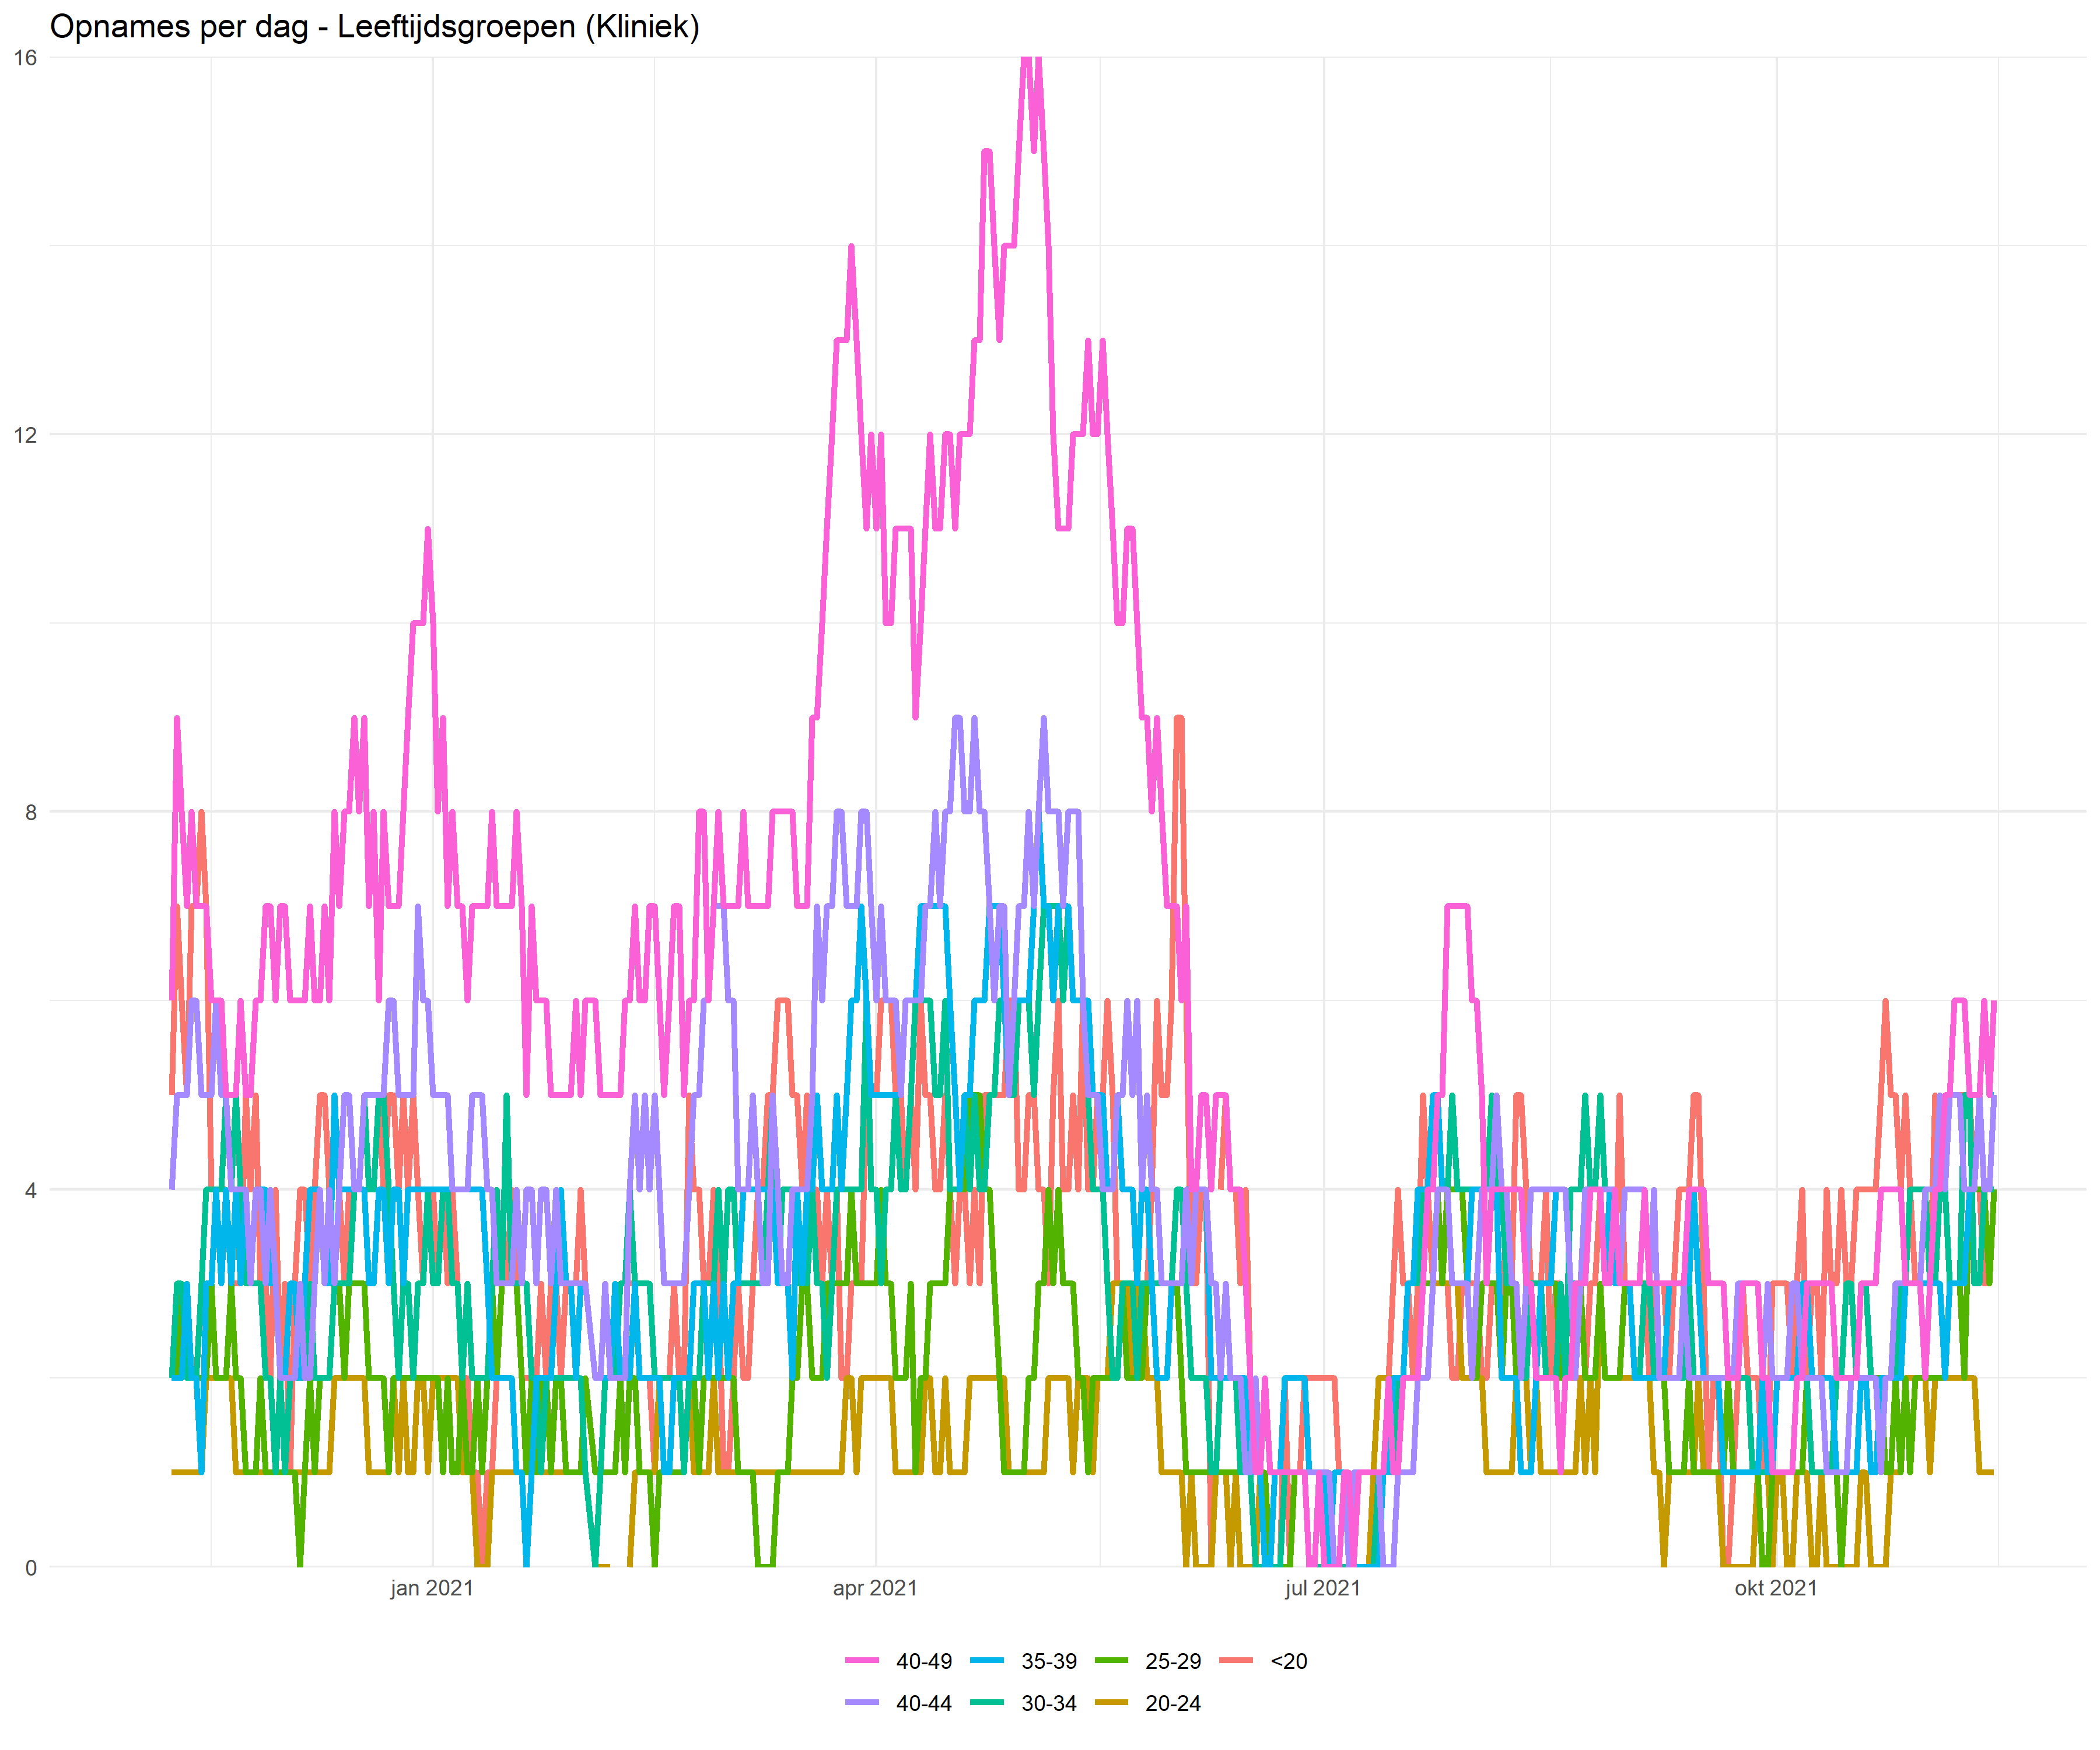 Opnames per dag - Leeftijdsgroepen (Kliniek)
16
12
8
4
0
jan 2021 apr 2021 jul 2021 okt 2021
40-49 35-39 25-29 <20
40-44 30-34 20-24